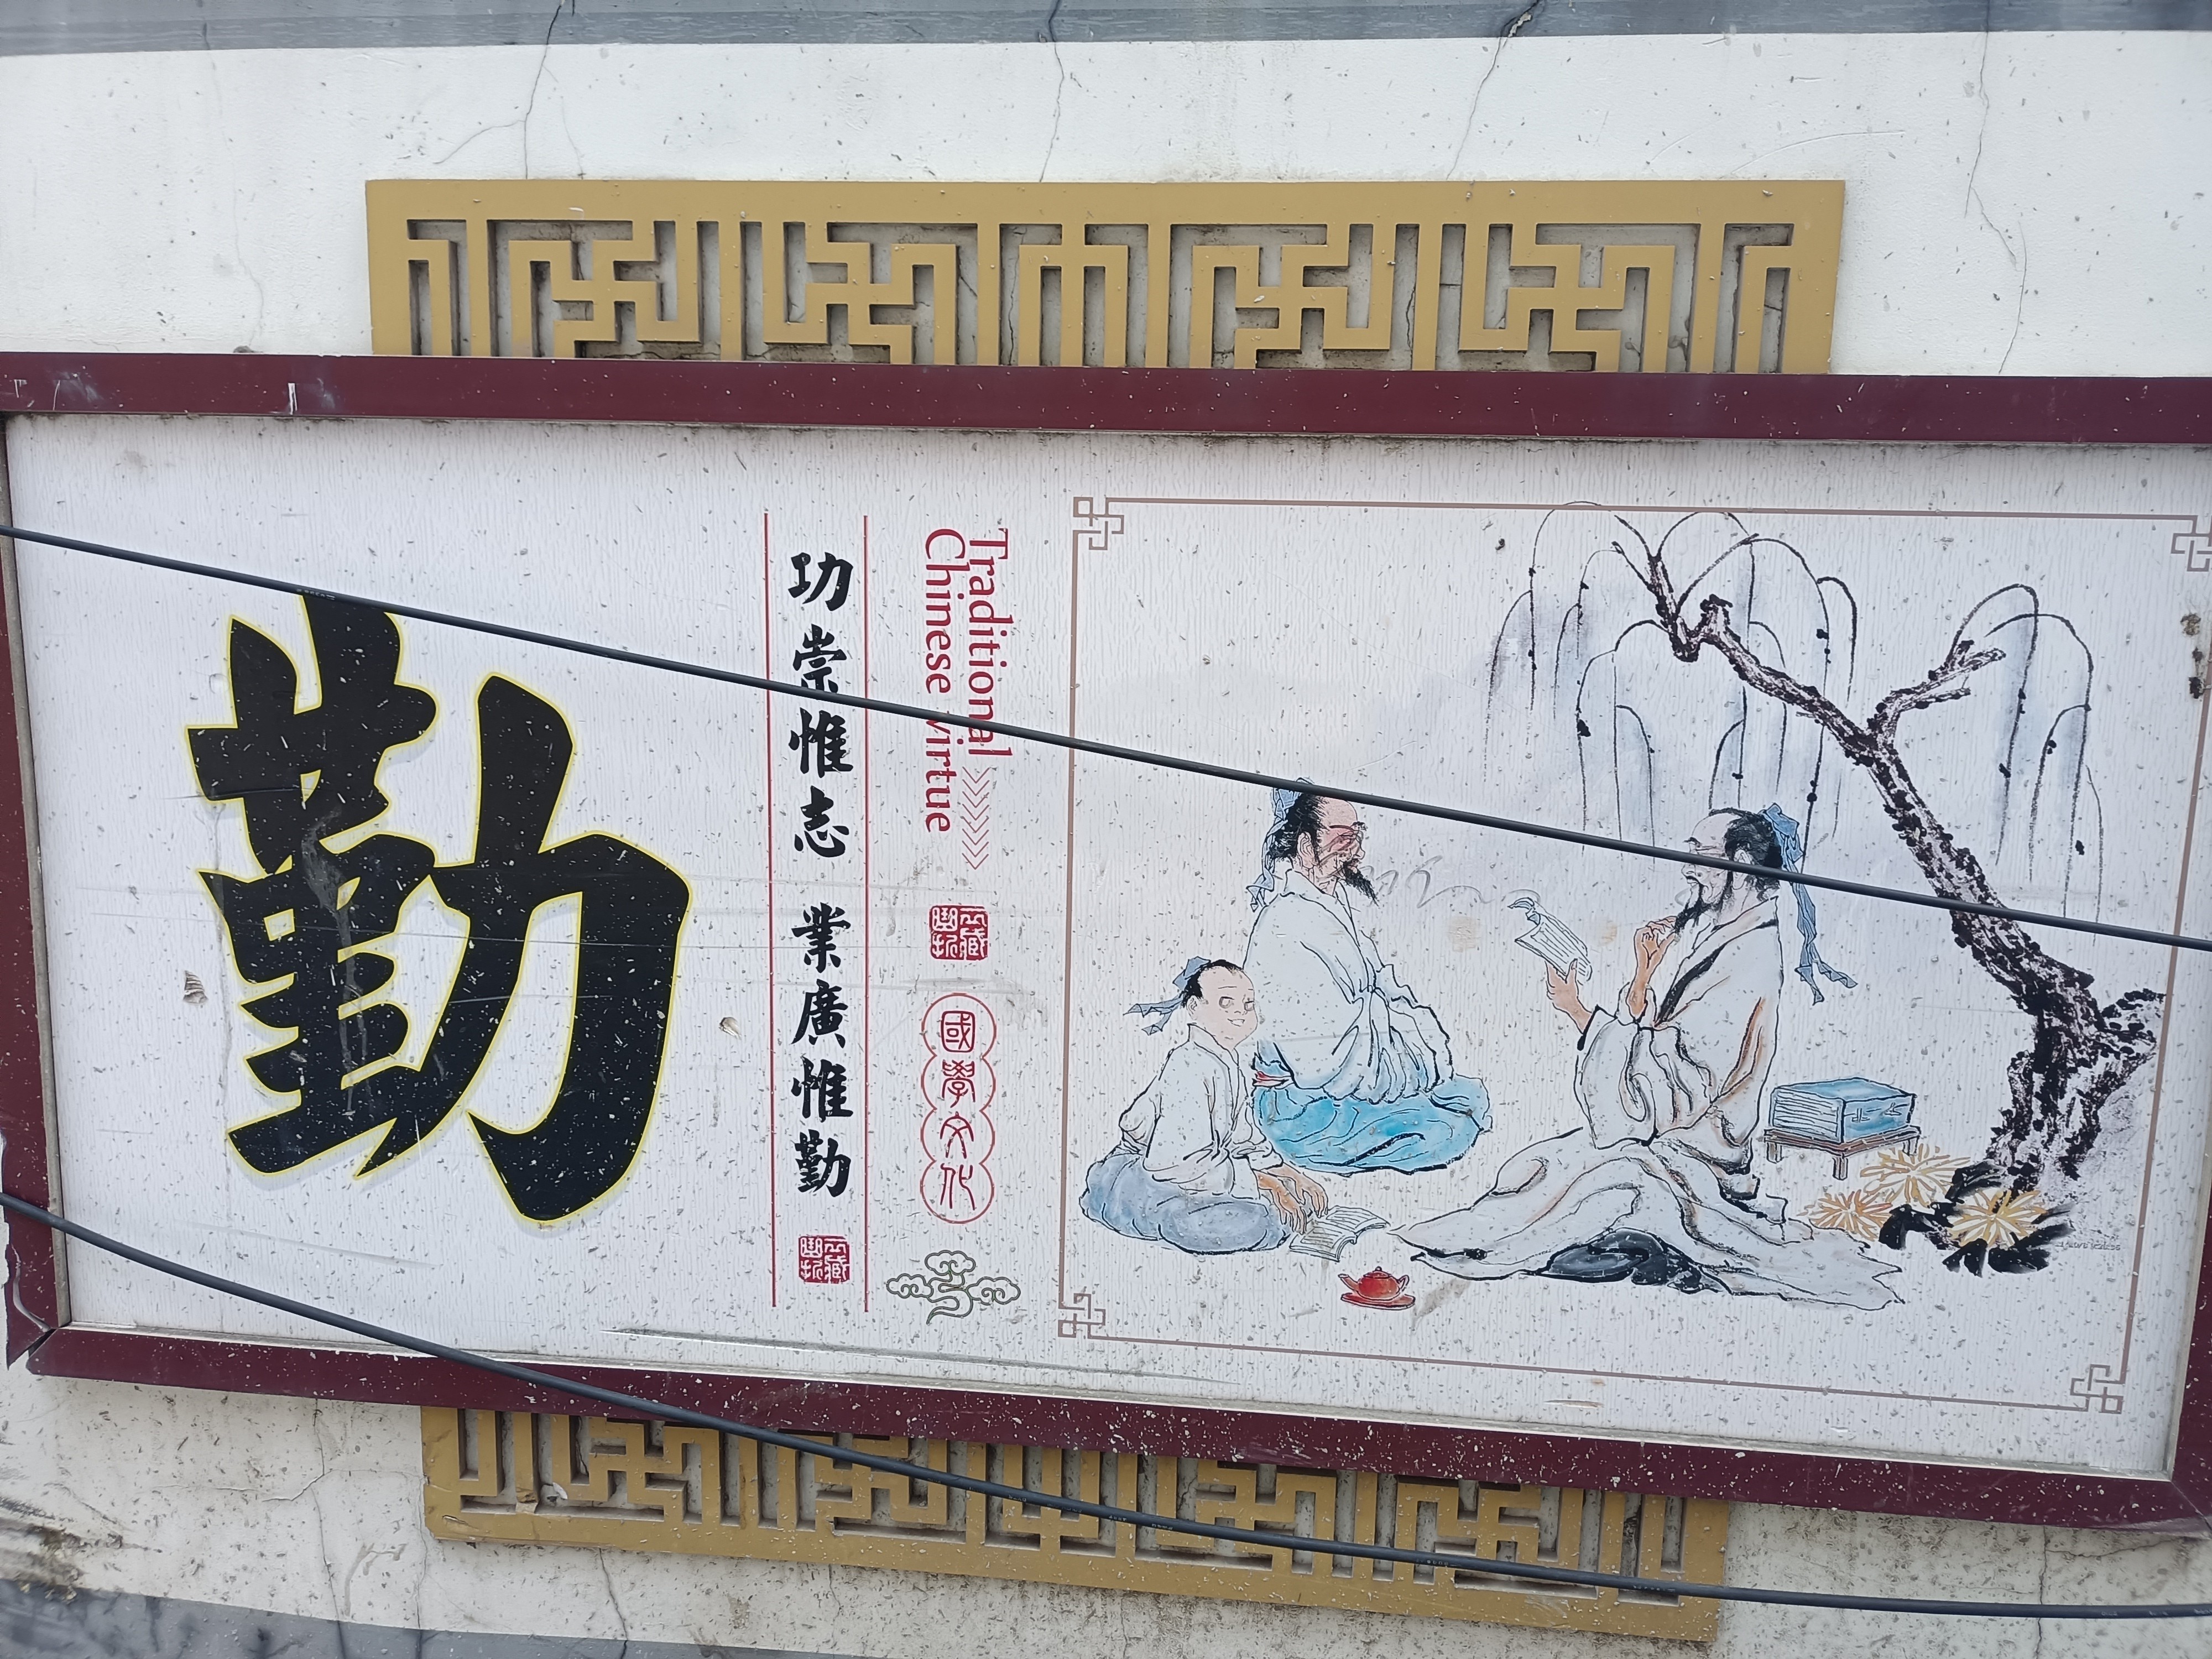 勤
功崇惟志 業廣惟勤
Traditional
Chinese virtue
國學文化